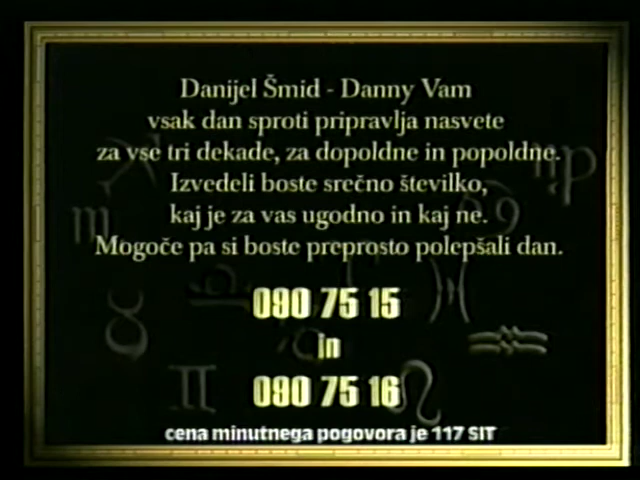 Danijel Šmid - Danny Vam
vsak dan sproti pripravlja nasvete
za vse tri dekade, za dopoldne in popoldne.
Izvedeli boste srečno številko,
kaj je za vas ugodno in kaj ne.
Mogoče pa si boste preprosto polepšali dan.
090 75 15
in
090 75 16
cena minutnega pogovora je 117 SIT